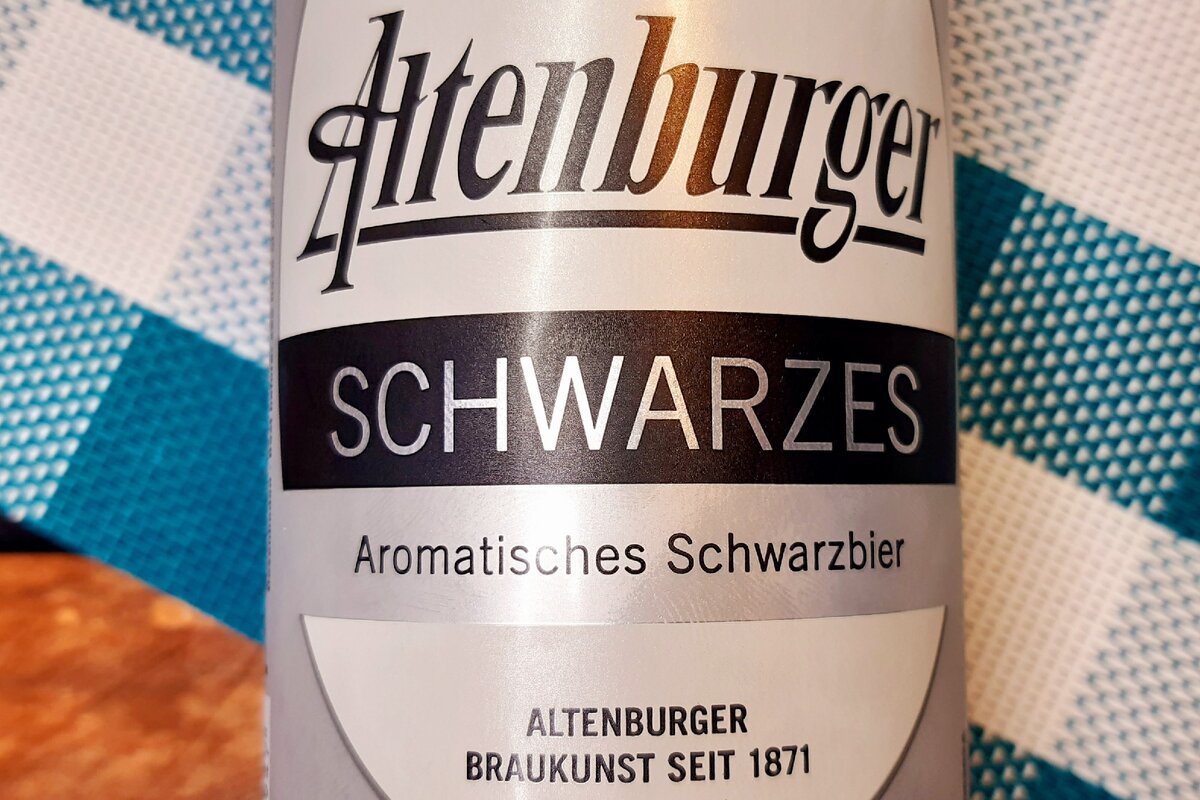 Altenburger
SCHWARZES
Aromatisches Schwarzbier
ALTENBURGER
BRAUKUNST SEIT 1871